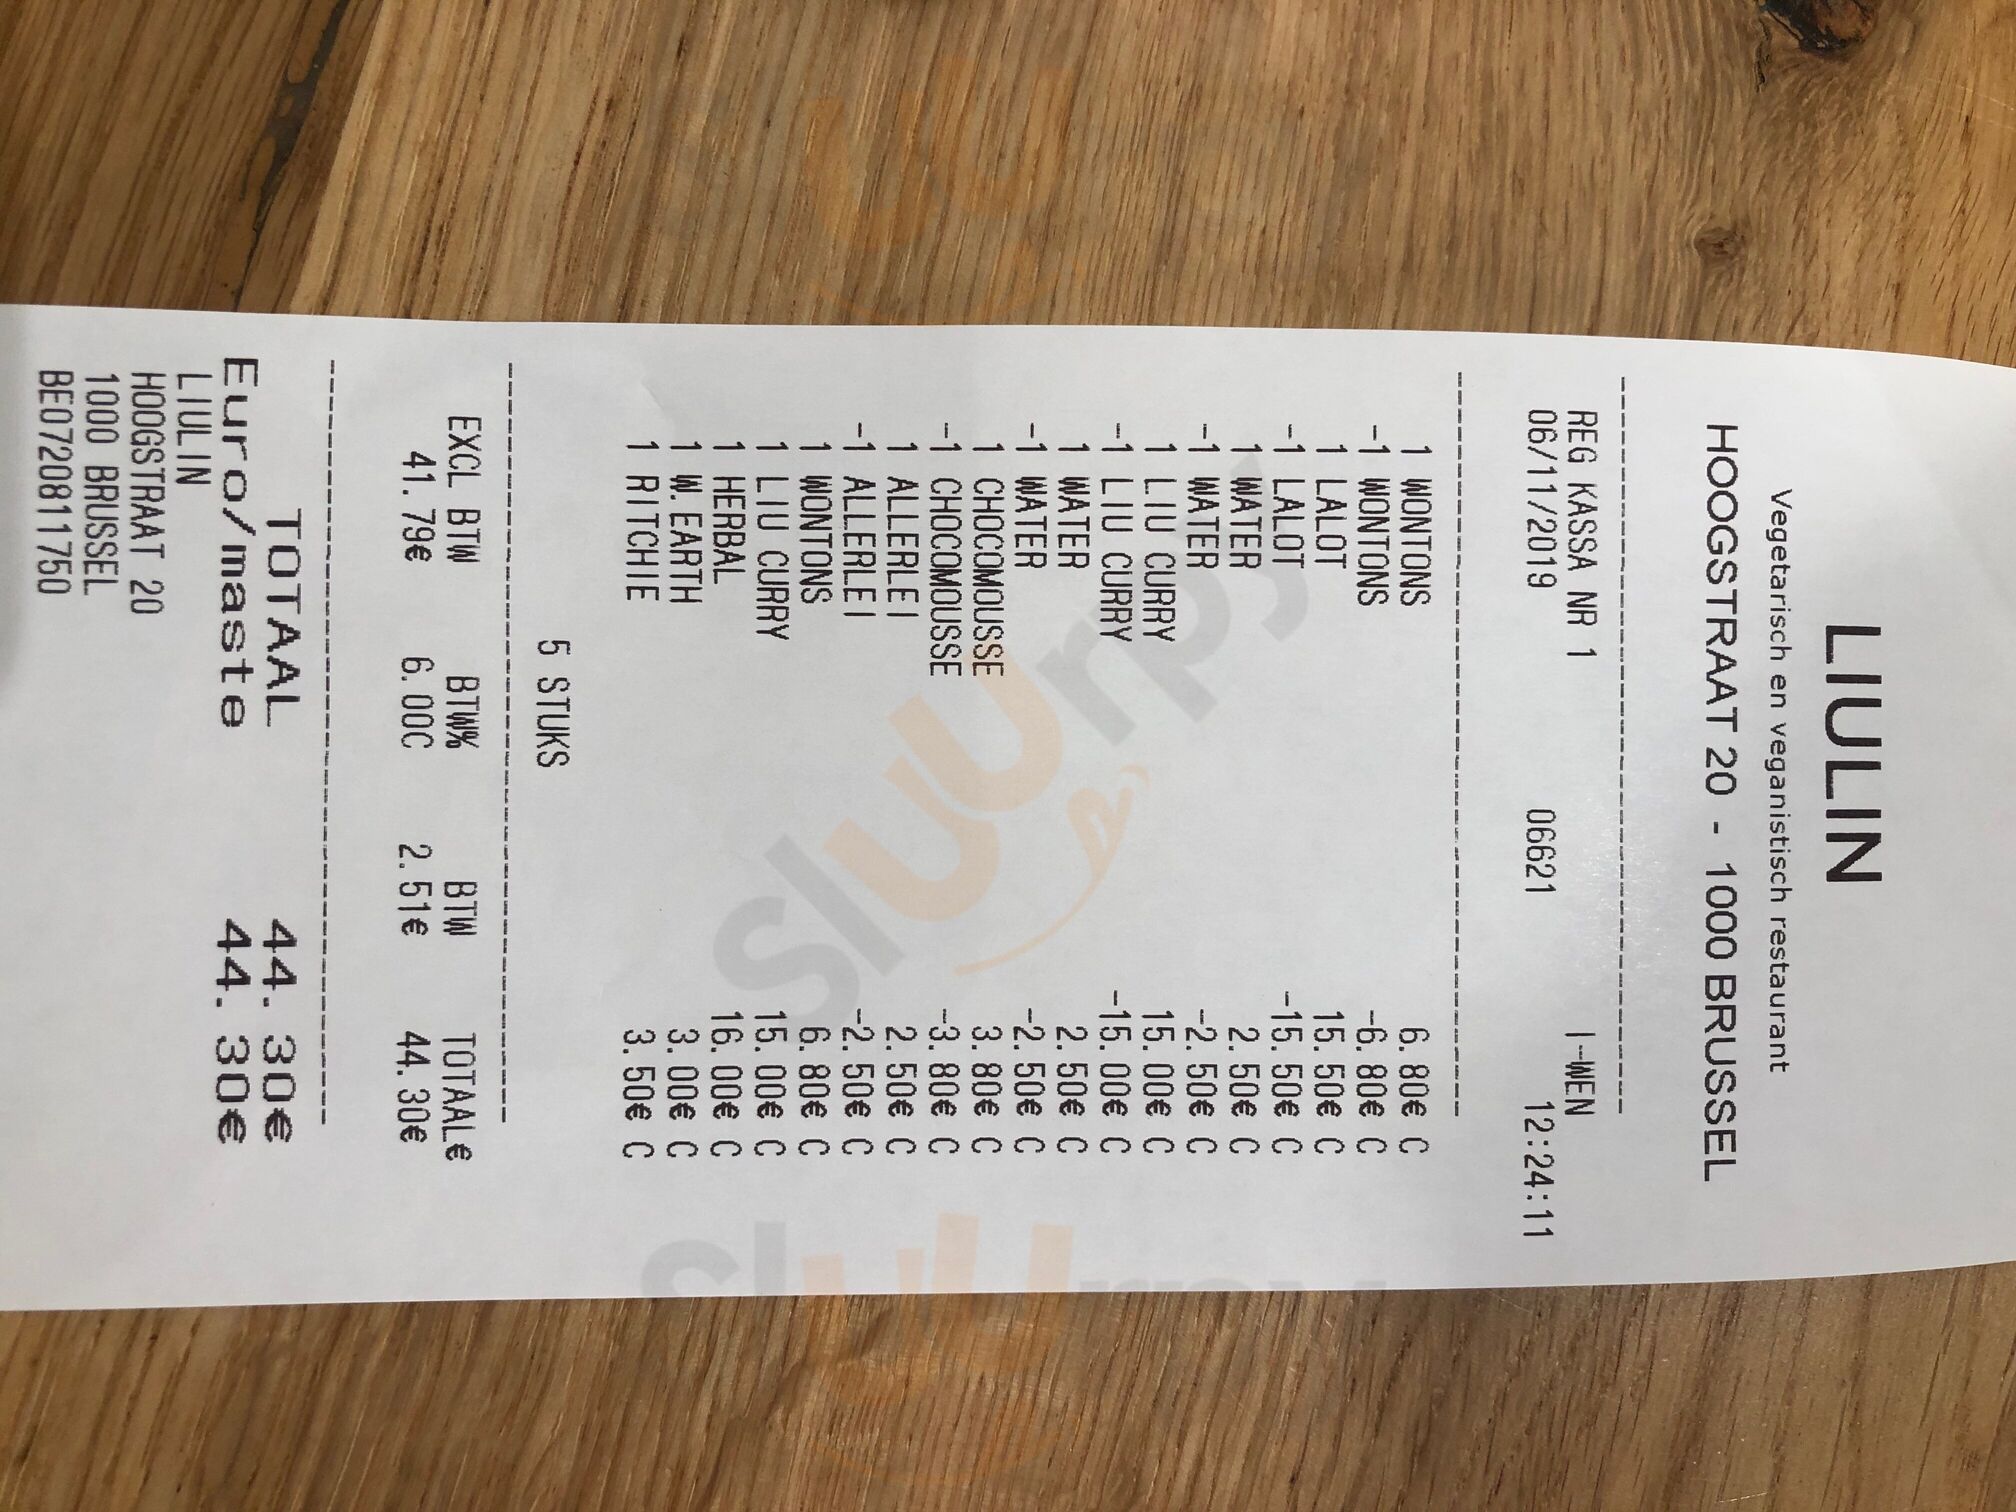 LIULIN
Vegetarisch en veganistisch restaurant
HOOGSTRAAT 20 - 1000 BRUSSEL
REG KASSA NR 1 I-WEN
06/11/2019 06621 12:24:11
1 WONTONS 6.80€ C
-1 WONTONS -6.80€ C
1 LALOT 15.50€ C
-1 LALOT -15.50€ C
1 WATER 2.50€ C
-1 WATER -2.50€ C
1 LIU CURRY 15.00€ C
-1 LIU CURRY -15.00€ C
1 WATER 2.50€ C
-1 WATER -2.50€ C
1 CHOCOMOUSSE 3.80€ C
-1 CHOCOMOUSSE -3.80€ C
1 ALLERLEI 2.50€ C
-1 ALLERLEI -2.50€ C
1 WONTONS 6.80€ C
1 LIU CURRY 15.00€ C
1 HERBAL 16.00€ C
1 W.EARTH 3.00€ C
1 RITCHIE 3.50€ C
5 STUKS
EXCL BTW BTW% BTW TOTAAL€
41.79€ 6.00C 2.51€ 44.30€
TOTAAL 44.30€
Euro/maste 44.30€
LIULIN
HOOGSTRAAT 20
1000 BRUSSEL
BE0720811750
slUurpy
slUurpy